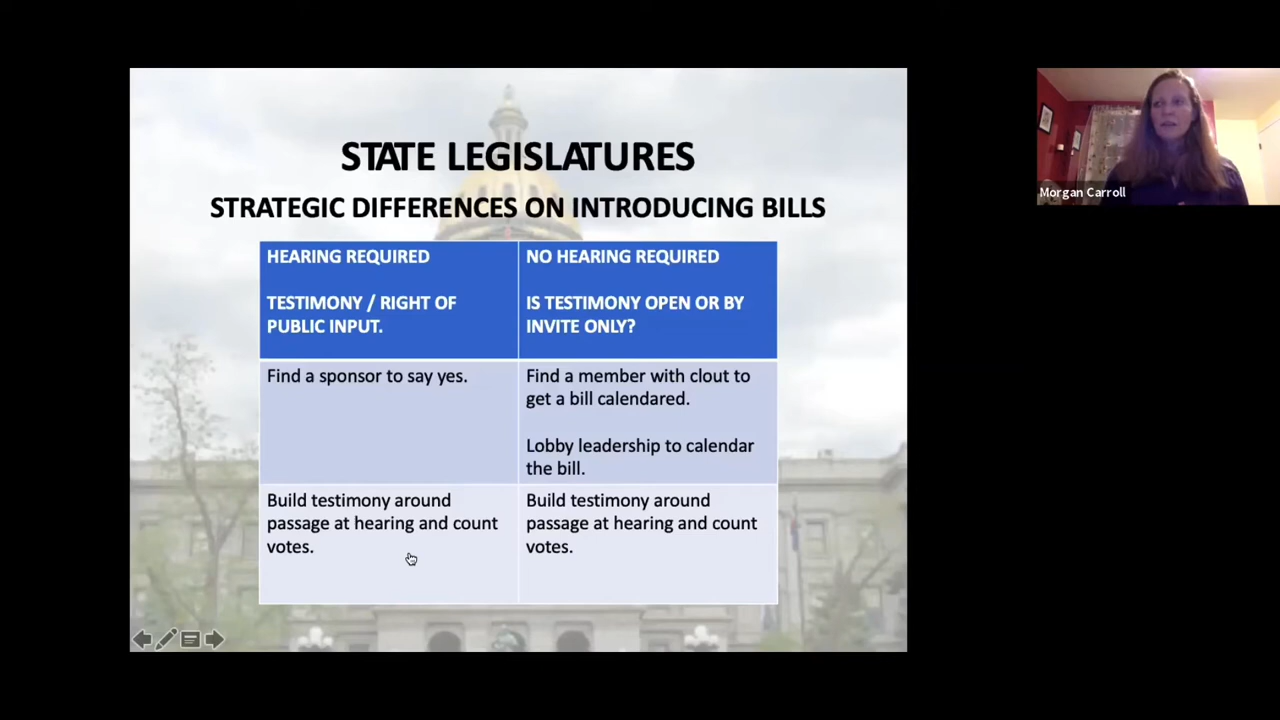 STATE LEGISLATURES
STRATEGIC DIFFERENCES ON INTRODUCING BILLS
HEARING REQUIRED
TESTIMONY / RIGHT OF
PUBLIC INPUT.
NO HEARING REQUIRED
IS TESTIMONY OPEN OR BY
INVITE ONLY?
Find a sponsor to say yes.
Find a member with clout to
get a bill calendared.
Lobby leadership to calendar
the bill.
Build testimony around
passage at hearing and count
votes.
Build testimony around
passage at hearing and count
votes.
Morgan Carroll